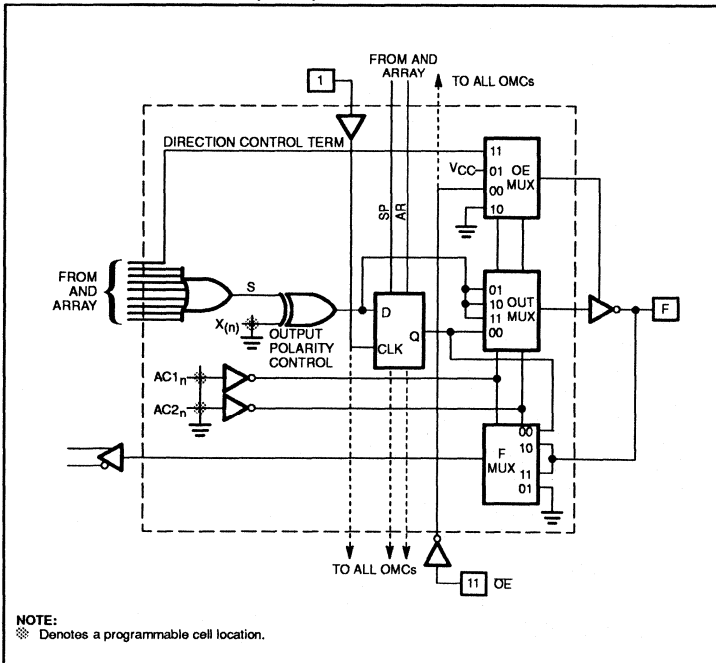 FROM AND
ARRAY
TO ALL OMCs
1
DIRECTION CONTROL TERM
11
VCC
01
00
10
OE
MUX
SP
AR
FROM
AND
ARRAY
S
X(n)
OUTPUT
POLARITY
CONTROL
D
Q
CLK
01
10
11
00
OUT
MUX
F
AC1n
AC2n
00
10
11
01
F
MUX
TO ALL OMCs
11
OE
NOTE:
Denotes a programmable cell location.